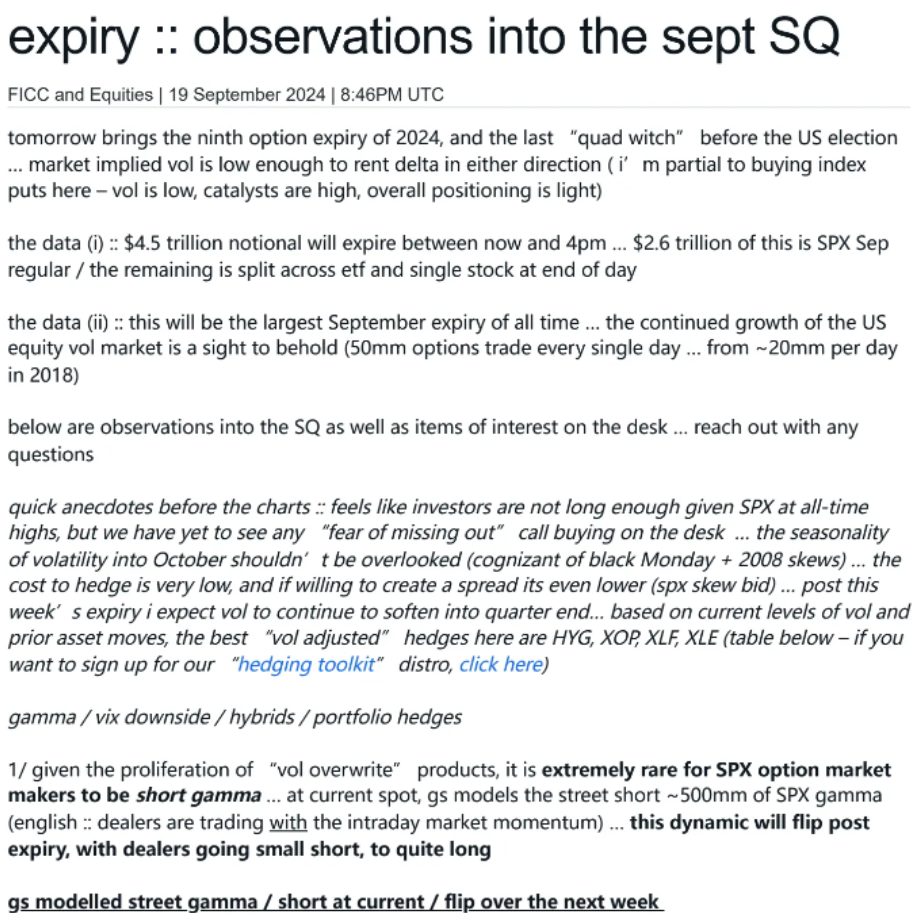 expiry :: observations into the sept SQ
FICC and Equities | 19 September 2024 | 8:46PM UTC
tomorrow brings the ninth option expiry of 2024, and the last “quad witch” before the US election
... market implied vol is low enough to rent delta in either direction ( i’ m partial to buying index
puts here – vol is low, catalysts are high, overall positioning is light)
the data (i) :: $4.5 trillion notional will expire between now and 4pm ... $2.6 trillion of this is SPX Sep
regular / the remaining is split across etf and single stock at end of day
the data (ii) :: this will be the largest September expiry of all time ... the continued growth of the US
equity vol market is a sight to behold (50mm options trade every single day ... from ~20mm per day
in 2018)
below are observations into the SQ as well as items of interest on the desk ... reach out with any
questions
quick anecdotes before the charts :: feels like investors are not long enough given SPX at all-time
highs, but we have yet to see any “fear of missing out” call buying on the desk ... the seasonality
of volatility into October shouldn’ t be overlooked (cognizant of black Monday + 2008 skews) ... the
cost to hedge is very low, and if willing to create a spread its even lower (spx skew bid) ... post this
week’ s expiry i expect vol to continue to soften into quarter end... based on current levels of vol and
prior asset moves, the best “vol adjusted” hedges here are HYG, XOP, XLF, XLE (table below – if you
want to sign up for our “hedging toolkit” distro, click here)
gamma / vix downside / hybrids / portfolio hedges
1/ given the proliferation of “vol overwrite” products, it is extremely rare for SPX option market
makers to be short gamma ... at current spot, gs models the street short ~500mm of SPX gamma
(english :: dealers are trading with the intraday market momentum) ... this dynamic will flip post
expiry, with dealers going small short, to quite long
gs modelled street gamma / short at current / flip over the next week